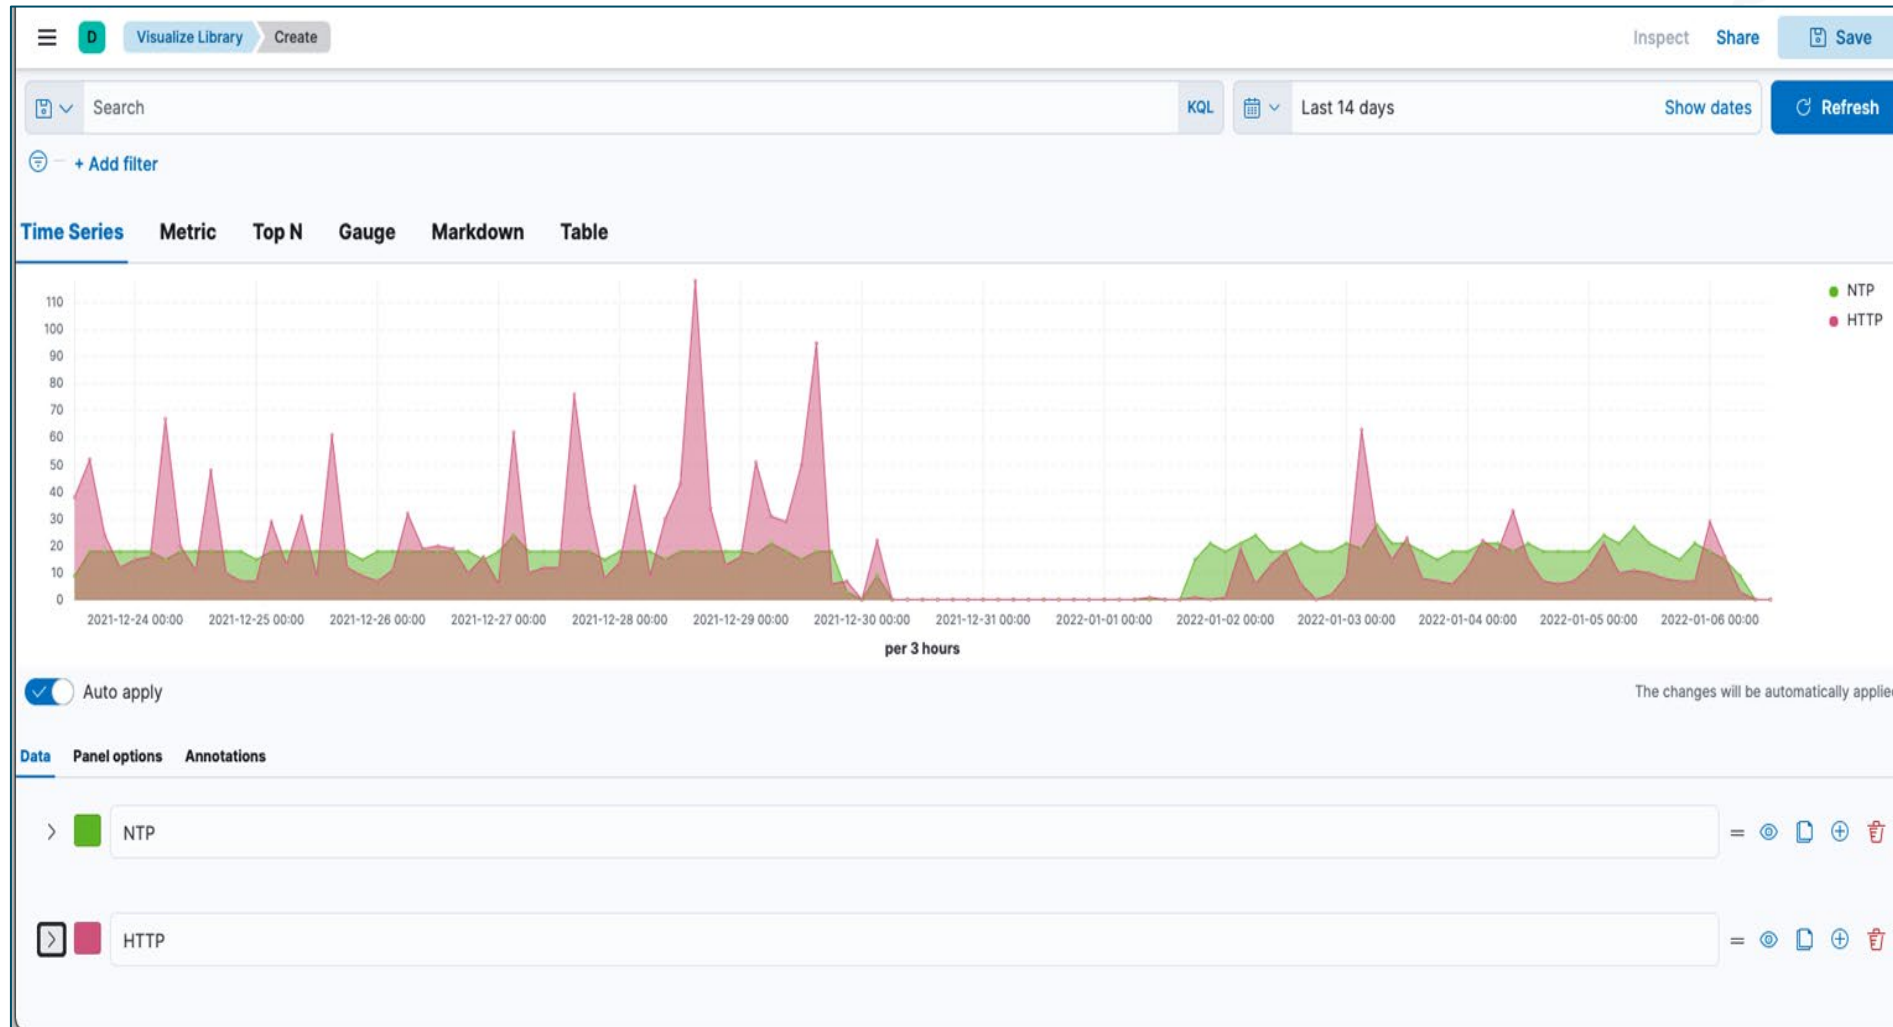 D Visualize Library Create Inspect Share Save
Search KQL Last 14 days Show dates Refresh
+ Add filter
Time Series Metric Top N Gauge Markdown Table
110
100
90
80
70
60
50
40
30
20
10
0
NTP
HTTP
2021-12-24 00:00 2021-12-25 00:00 2021-12-26 00:00 2021-12-27 00:00 2021-12-28 00:00 2021-12-29 00:00 2021-12-30 00:00 2021-12-31 00:00 2022-01-01 00:00 2022-01-02 00:00 2022-01-03 00:00 2022-01-04 00:00 2022-01-05 00:00 2022-01-06 00:00
per 3 hours
Auto apply The changes will be automatically applie
Data Panel options Annotations
NTP
HTTP